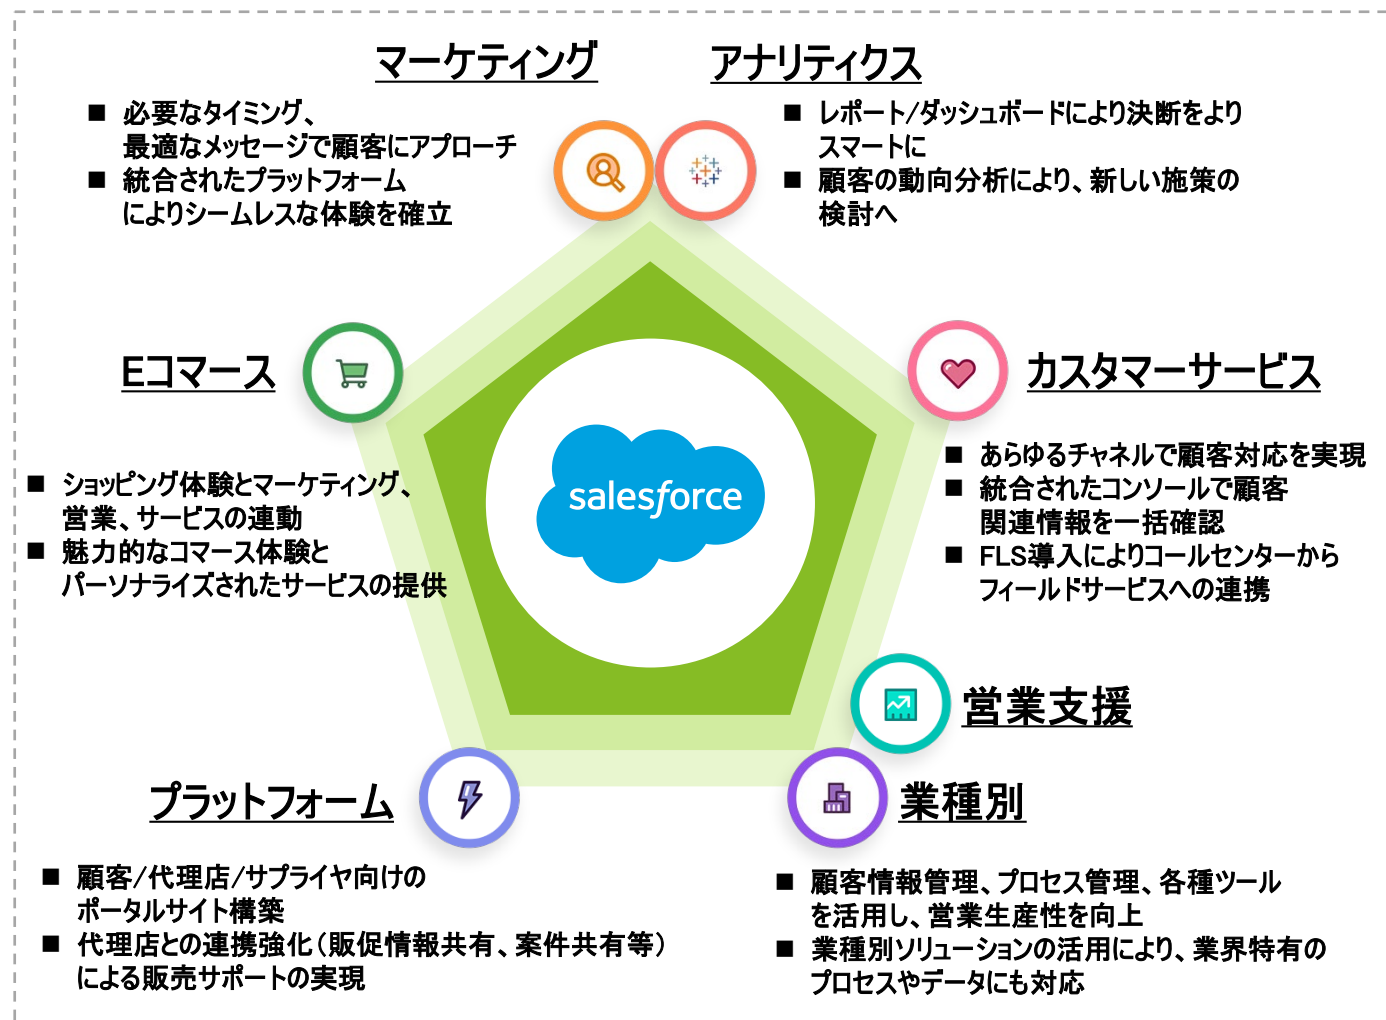 マーケティング
■ 必要なタイミング、
最適なメッセージで顧客にアプローチ
■ 統合されたプラットフォーム
によりシームレスな体験を確立
アナリティクス
■ レポート/ダッシュボードにより決断をより
スマートに
■ 顧客の動向分析により、新しい施策の
検討へ
Eコマース
■ ショッピング体験とマーケティング、
営業、サービスの連動
■ 魅力的なコマース体験と
パーソナライズされたサービスの提供
salesforce
カスタマーサービス
■ あらゆるチャネルで顧客対応を実現
■ 統合されたコンソールで顧客
関連情報を一括確認
■ FLS導入によりコールセンターから
フィールドサービスへの連携
営業支援
業種別
■ 顧客情報管理、プロセス管理、各種ツール
を活用し、営業生産性を向上
■ 業種別ソリューションの活用により、業界特有の
プロセスやデータにも対応
プラットフォーム
■ 顧客/代理店/サプライヤ向けの
ポータルサイト構築
■ 代理店との連携強化（販促情報共有、案件共有等）
による販売サポートの実現